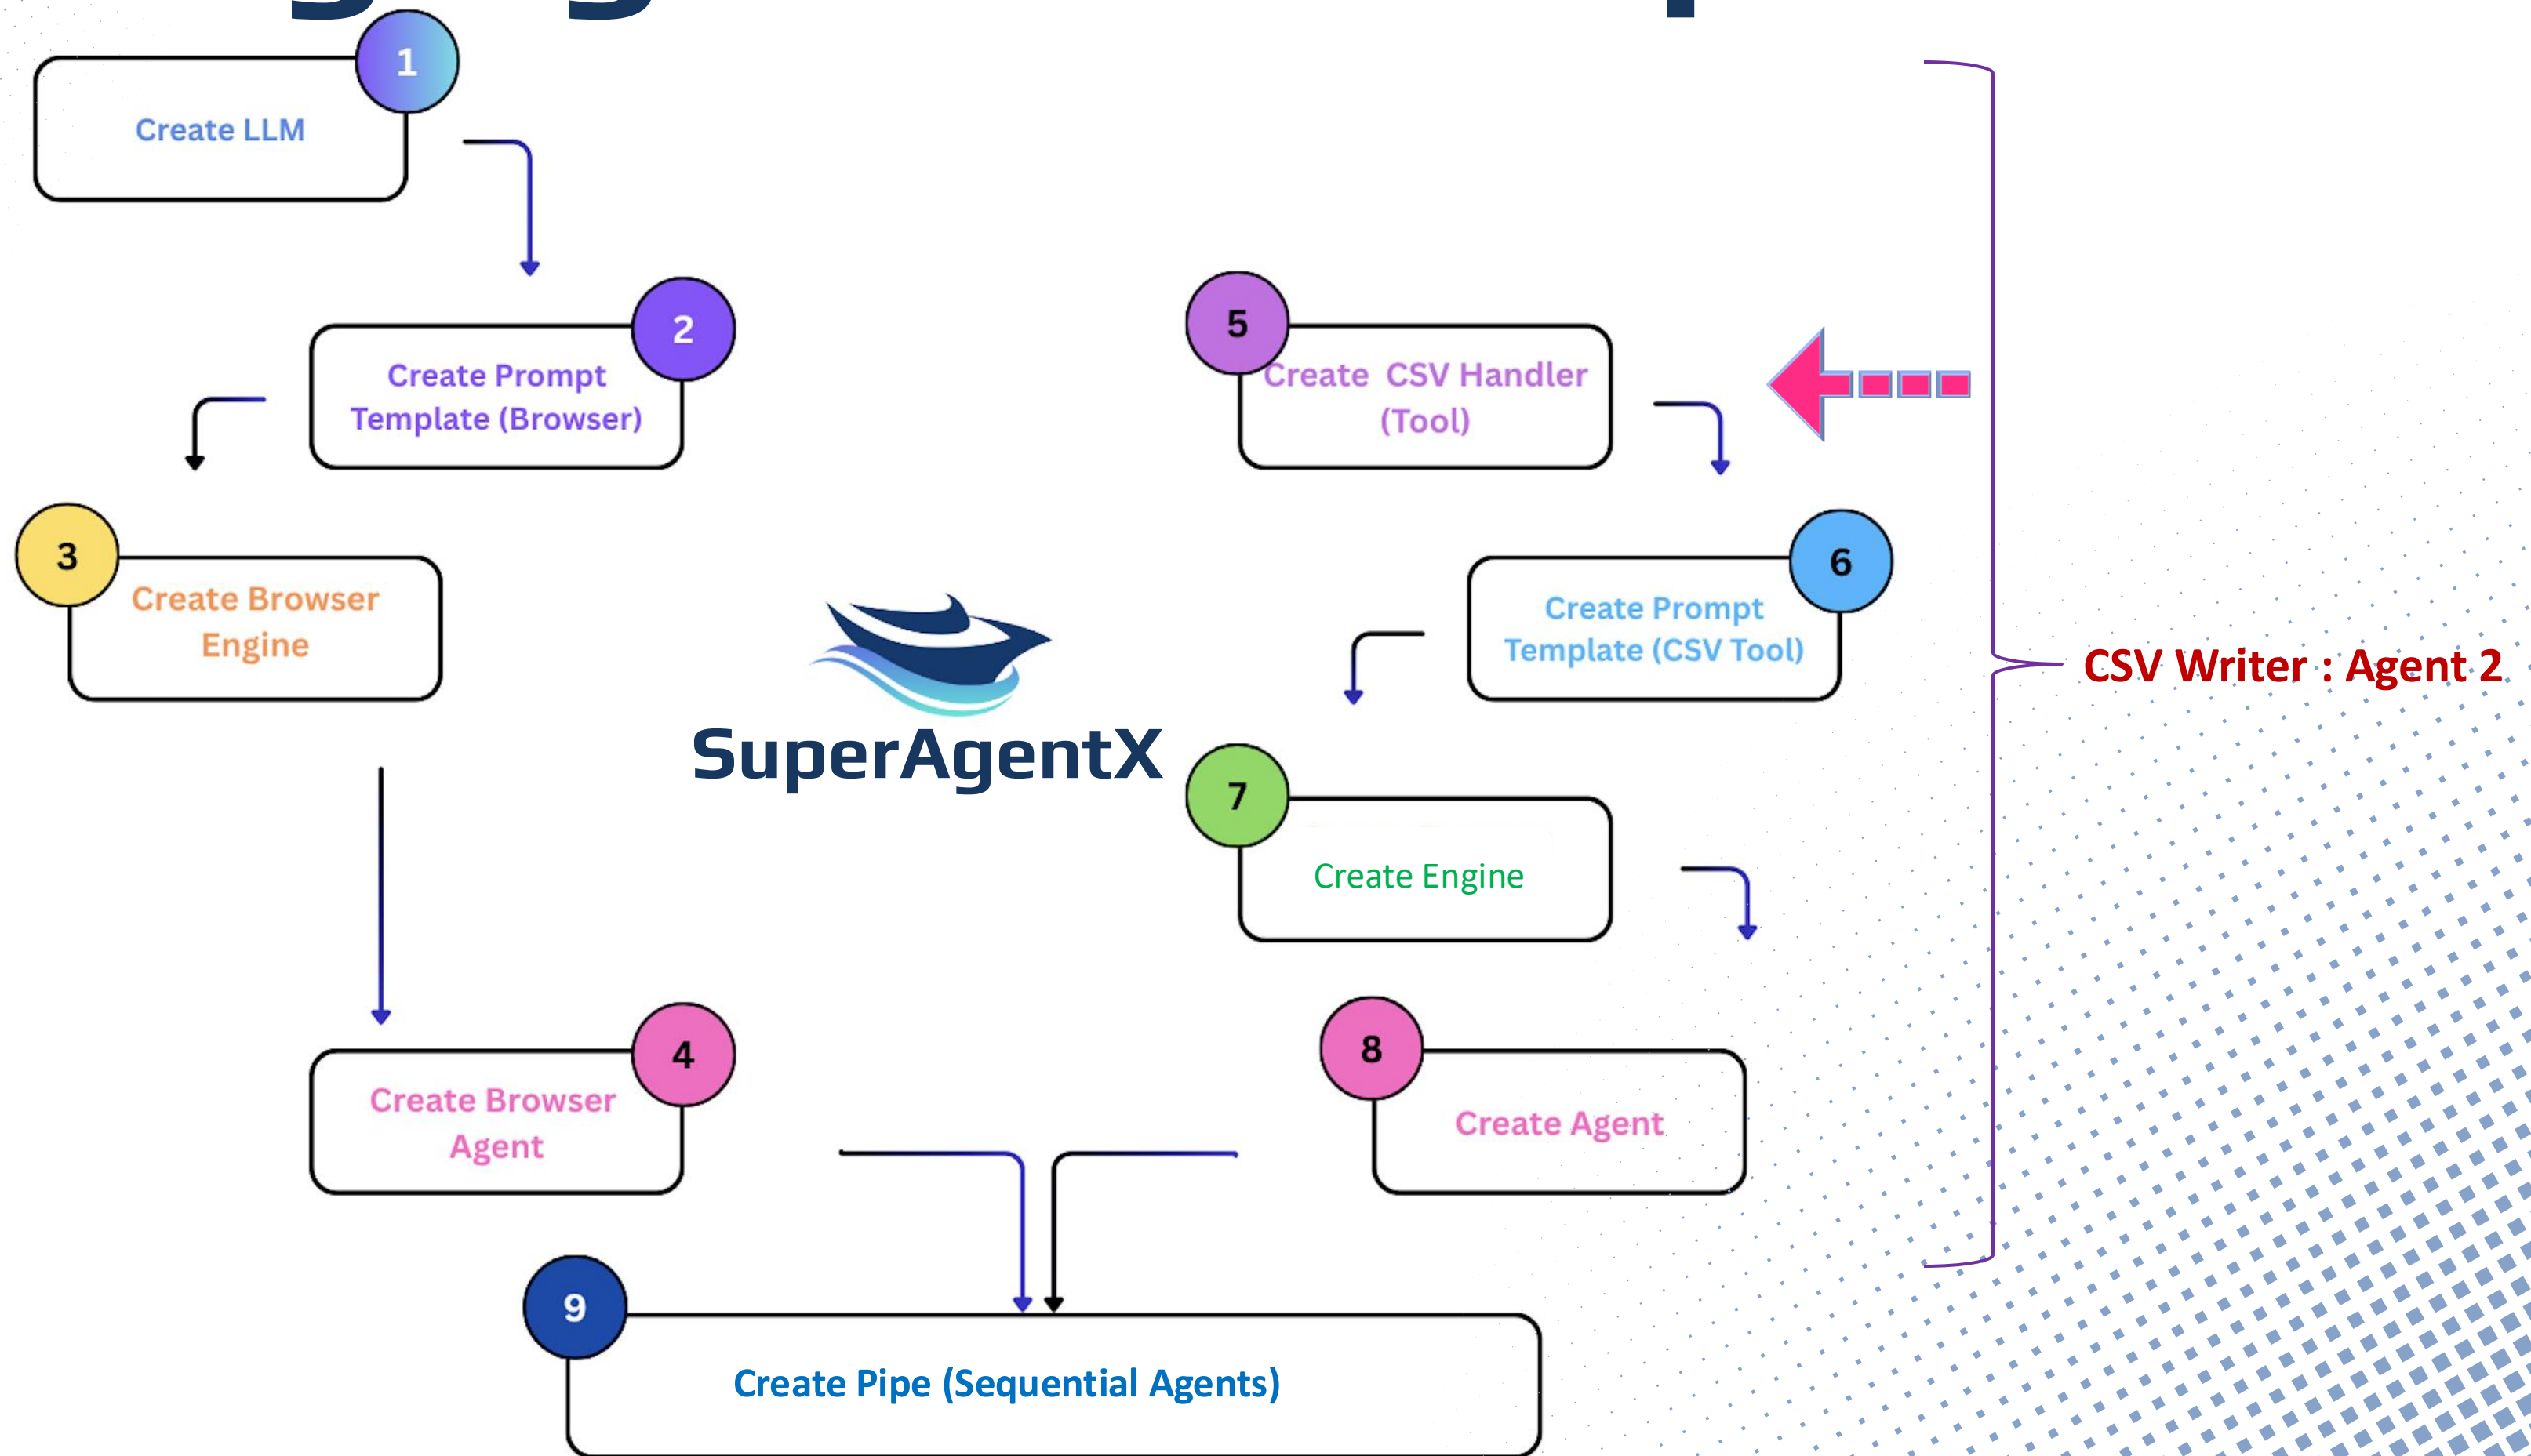 1
Create LLM
2
Create Prompt
Template (Browser)
3
Create Browser
Engine
4
Create Browser
Agent
5
Create CSV Handler
(Tool)
6
Create Prompt
Template (CSV Tool)
7
Create Engine
8
Create Agent
9
Create Pipe (Sequential Agents)
SuperAgentX
CSV Writer : Agent 2